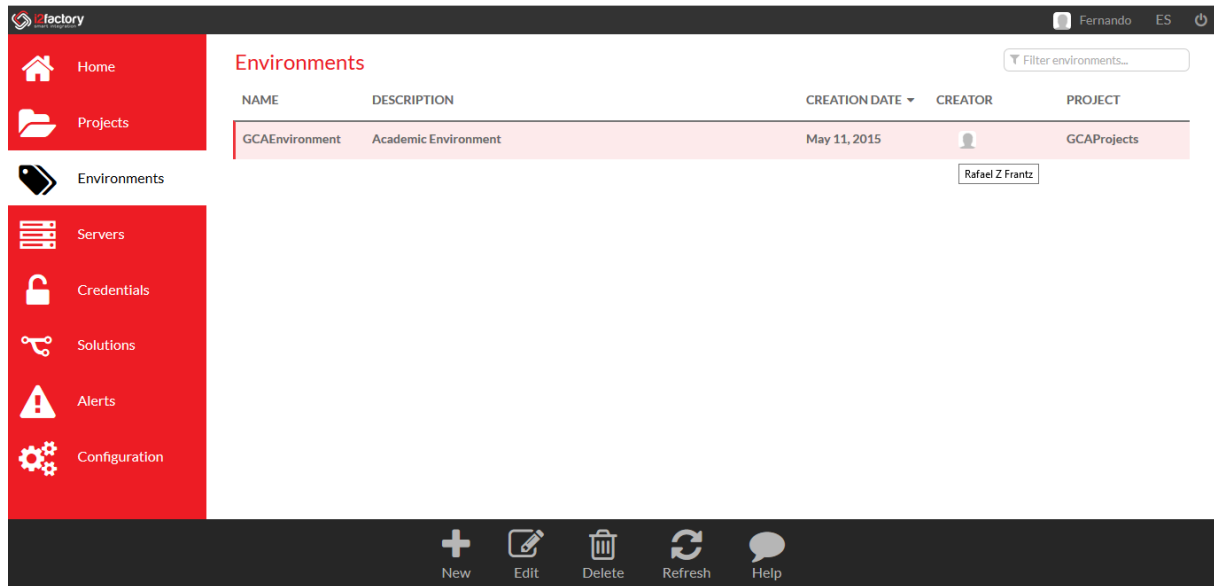 i2factory
smart integration
Fernando ES
Home
Projects
Environments
Servers
Credentials
Solutions
Alerts
Configuration
Environments
Filter environments...
NAME DESCRIPTION CREATION DATE CREATOR PROJECT
GCAEnvironment Academic Environment May 11, 2015 GCAProjects
Rafael Z Frantz
New Edit Delete Refresh Help